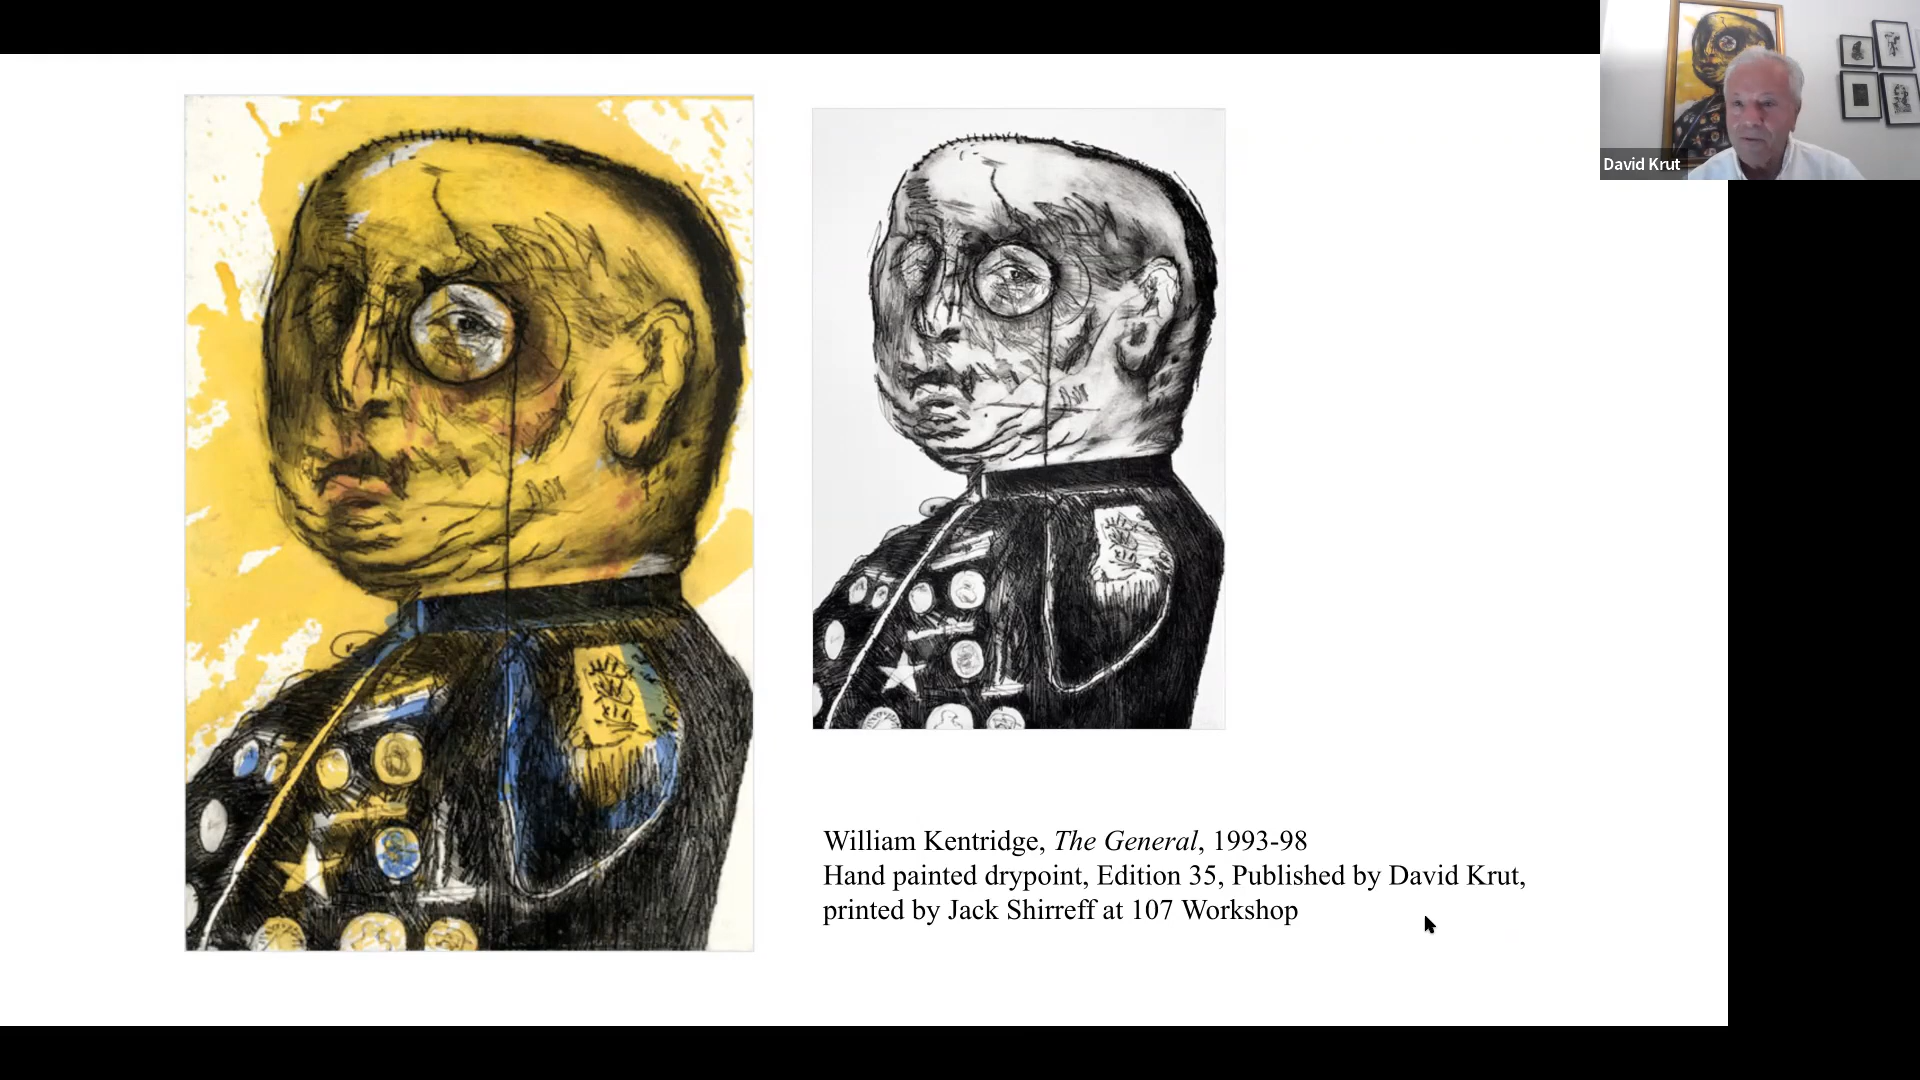 David Krut
William Kentridge, The General, 1993-98
Hand painted drypoint, Edition 35, Published by David Krut,
printed by Jack Shirreff at 107 Workshop